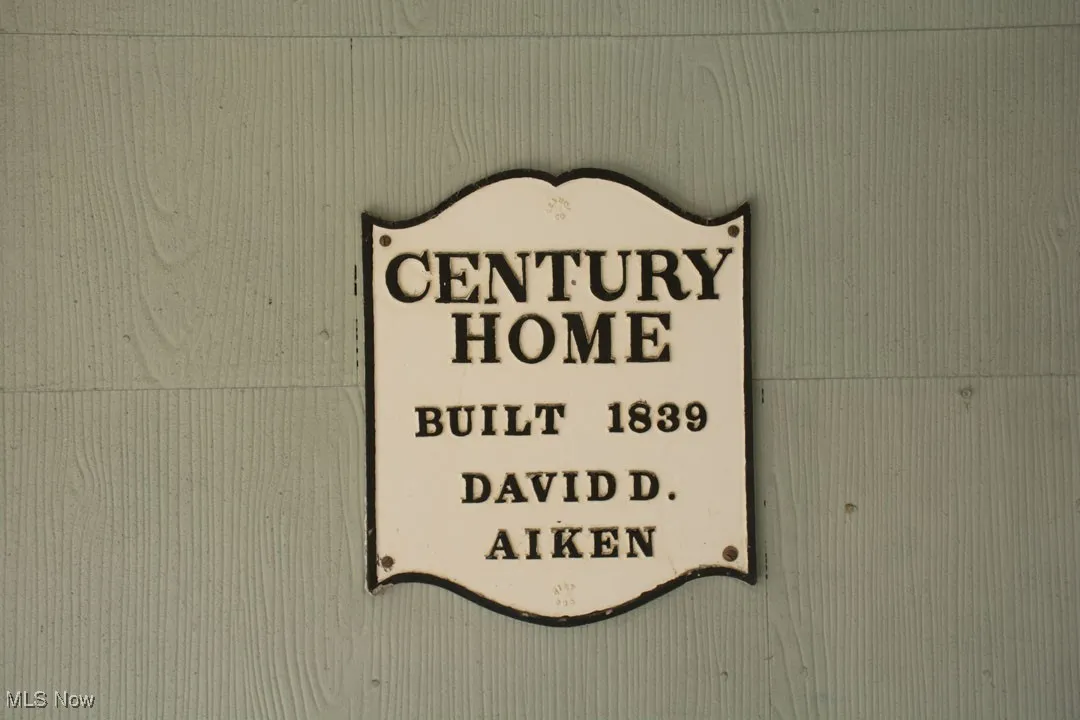 CENTURY
HOME
BUILT 1839
DAVID D.
AIKEN
MLS Now